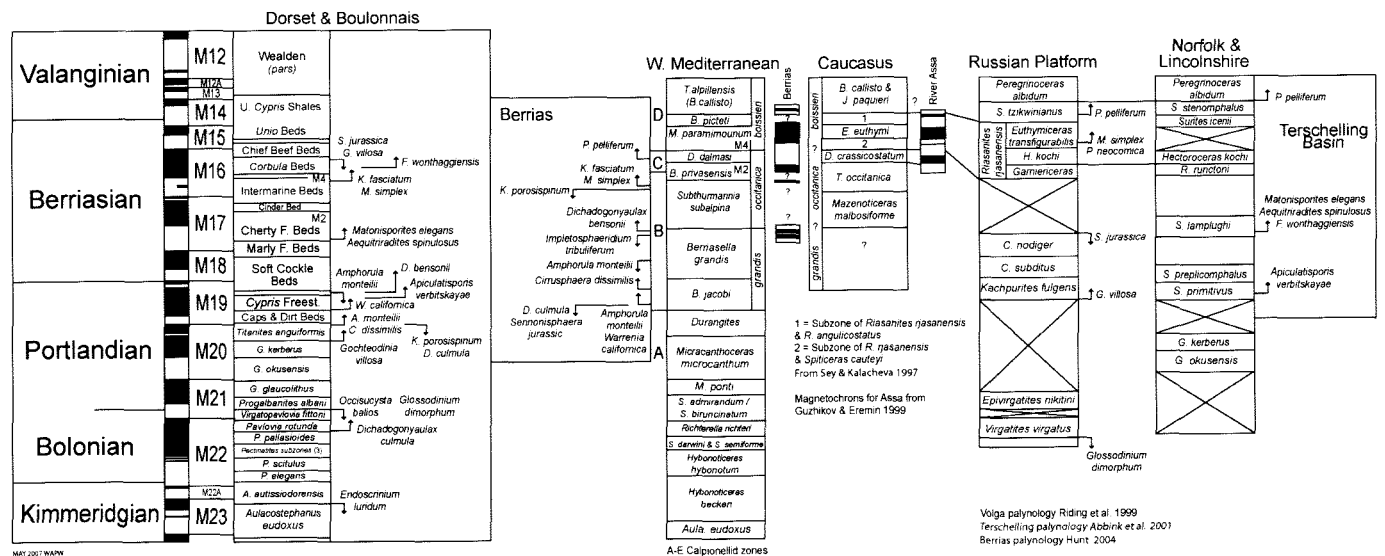 Dorset & Boulonnais
Valanginian
Berriasian
Portlandian
Bolonian
Kimmeridgian
M12
M12A
M13
M14
M15
M16
M17
M18
M19
M20
M21
M22
M22A
M23
Wealden
(pars)
U. Cypris Shales
Unio Beds
Chief Beef Beds
Corbula Beds
M4
Intermarine Beds
Cinder Bed
M2
Cherty F. Beds
Marly F. Beds
Soft Cockle
Beds
Cypris Freest.
Caps & Dirt Beds
Titanites anguiformis
G. kerberus
G. okusensis
G. glaucolithus
Progalbanites albani
Virgatopavlovia fittoni
Pavlovia rotunda
P. pallasioides
Pectinatites subzones (3)
P. scitulus
P. elegans
A. autissiodorensis
Aulacostephanus
eudoxus
S. jurassica
G. villosa
F. wonthaggiensis
K. fasciatum
M. simplex
Matonisporites elegans
Aequitriradites spinulosus
Amphorula
monteilii
D. bensonii
Apiculatisporis
verbitskayae
W. californica
A. monteilii
C. dissimilis
Gochteodinia
villosa
K. porosispinum
D. culmula
Occisucysta
balios
Glossodinium
dimorphum
Dichadogonyaulax
culmula
Endoscrinium
luridum
Berrias
P. pelliferum
K. fasciatum
M. simplex
K. porosispinum
Dichadogonyaulax
bensonii
Impletosphaeridium
tribuliferum
Amphorula monteilii
Cirrusphaera dissimilis
D. culmula
Sennonisphaera
jurassic
Amphorula
monteilii
Warrenia
californica
W. Mediterranean
D
C
B
A
T.alpillensis
(B.callisto)
B. picteti
M. paramimounum
M4
D. dalmasi
B. privasensis
M2
Subthurmannia
subalpina
Berriasella
grandis
B. jacobi
Durangites
Micracanthoceras
microcanthum
M. ponti
S. admirandum /
S. biruncinatum
Richterella richteri
S. darwini & S. semiforme
Hybonoticeras
hybonotum
Hybonoticeras
beckeri
Aula. eudoxus
A-E Calpionellid zones
boissieri
occitanica
grandis
Berrias
?
?
?
?
Caucasus
boissieri
?
occitanica
?
grandis
B. callisto &
J. paquieri
1
E. euthymi
2
D. crassicostatum
T. occitanica
Mazenoticeras
malbosiforme
?
?
River Assa
1 = Subzone of Riasanites rjasanensis
& R. angulicostatus
2 = Subzone of R. rjasanensis
& Spiticeras cauteyi
From Sey & Kalacheva 1997
Magnetochrons for Assa from
Guzhikov & Eremin 1999
Russian Platform
Peregrinoceras
albidum
S. tzikwinianus
Riasanites
rjasanensis
Euthymiceras
transfigurabilis
H. kochi
Garniericeras
C. nodiger
C. subditus
Kachpurites fulgens
Epivirgatites nikitini
Virgatites virgatus
P. pelliferum
M. simplex
P. neocomica
S. jurassica
G. villosa
Glossodinium
dimorphum
Norfolk &
Lincolnshire
Peregrinoceras
albidum
S. stenomphalus
Surites icenii
Hectoroceras kochi
R. runctoni
S. lamplughi
S. preplicomphalus
S. primitivus
G. kerberus
G. okusensis
Terschelling
Basin
P. pelliferum
Matonisporites elegans
Aequitriradites spinulosus
F. wonthaggiensis
Apiculatisporis
verbitskayae
Volga palynology Riding et al. 1999
Terschelling palynology Abbink et al. 2001
Berrias palynology Hunt 2004
MAY 2007 WAPW